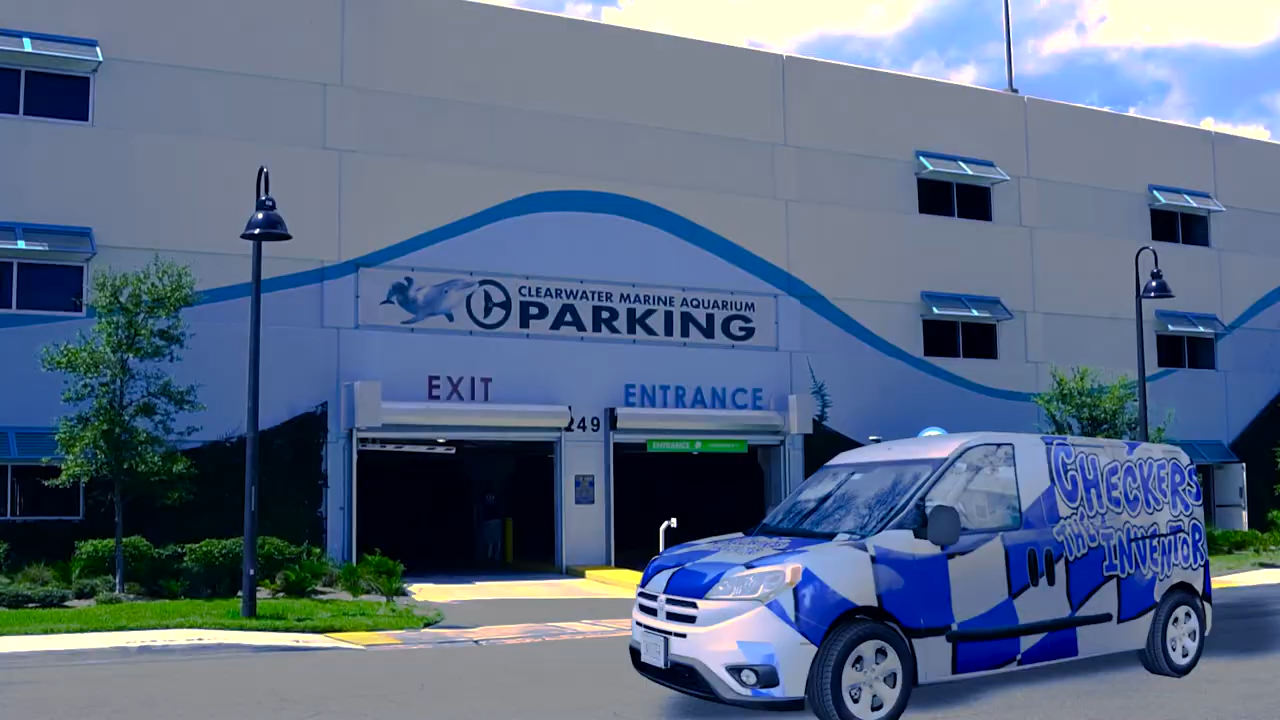 CLEARWATER MARINE AQUARIUM
PARKING
EXIT
ENTRANCE
249
ENTRANCE
CHECKERS
THE
INVENTOR